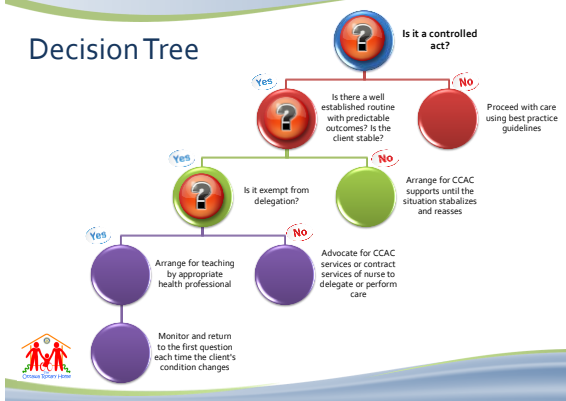 Decision Tree
?
Is it a controlled
act?
Yes
No
?
Is there a well
established routine
with predictable
outcomes? Is the
client stable?
Proceed with care
using best practice
guidelines
Yes
No
?
Is it exempt from
delegation?
Arrange for CCAC
supports until the
situation stabalizes
and reasses
Yes
No
Arrange for teaching
by appropriate
health professional
Advocate for CCAC
services or contract
services of nurse to
delegate or perform
care
Monitor and return
to the first question
each time the client's
condition changes
Ottawa Rotary Home